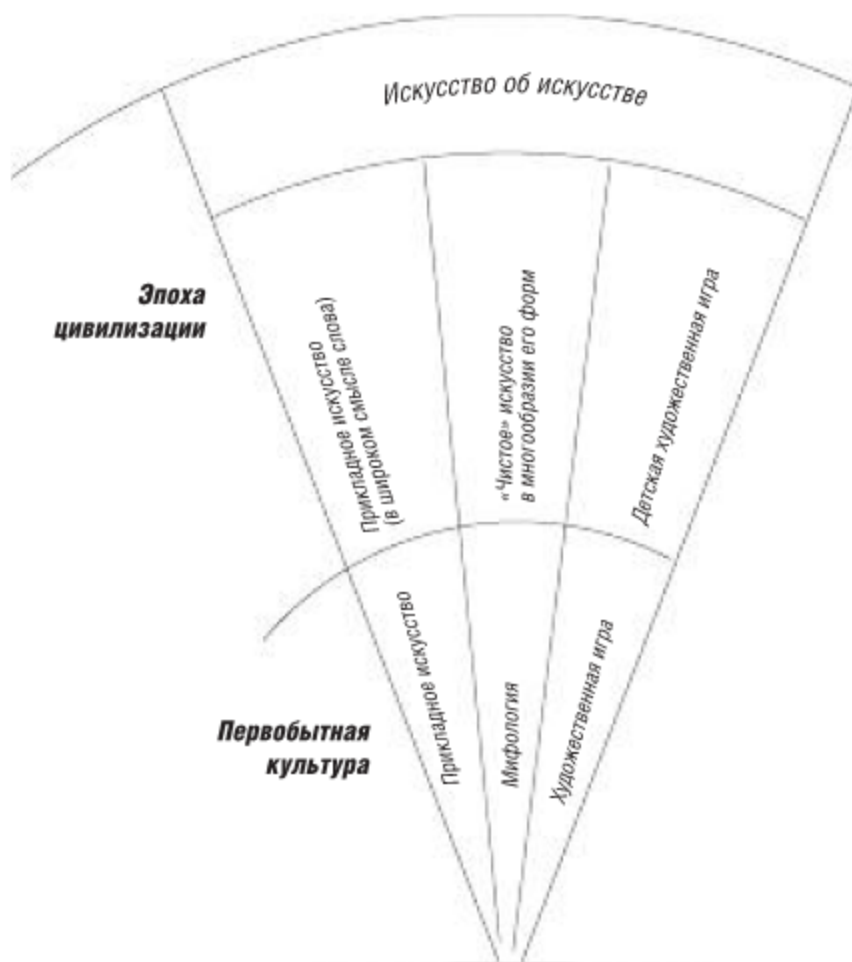 Искусство об искусстве
Эпоха
цивилизации
Прикладное искусство
(в широком смысле слова)
«Чистое» искусство
в многообразии его форм
Детская художественная игра
Первобытная
культура
Прикладное искусство
Мифология
Художественная игра